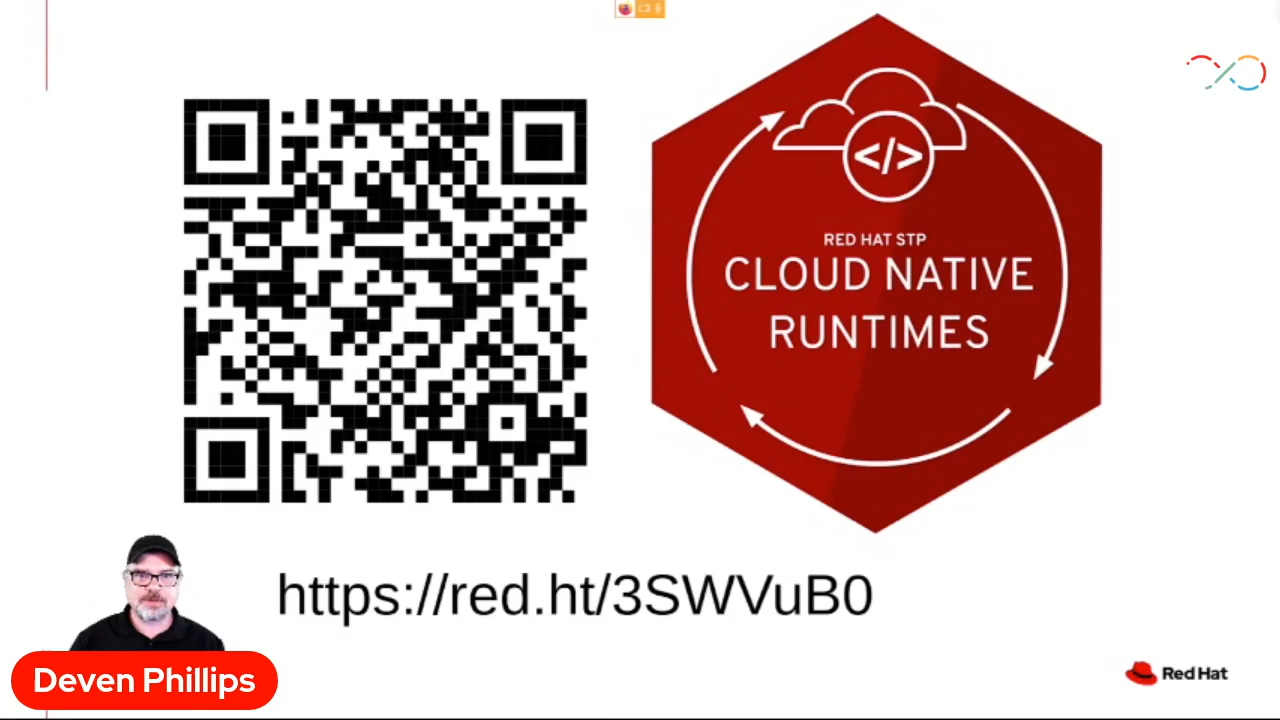 </>
RED HAT STP
CLOUD NATIVE
RUNTIMES
https://red.ht/3SWVuB0
Deven Phillips
Red Hat